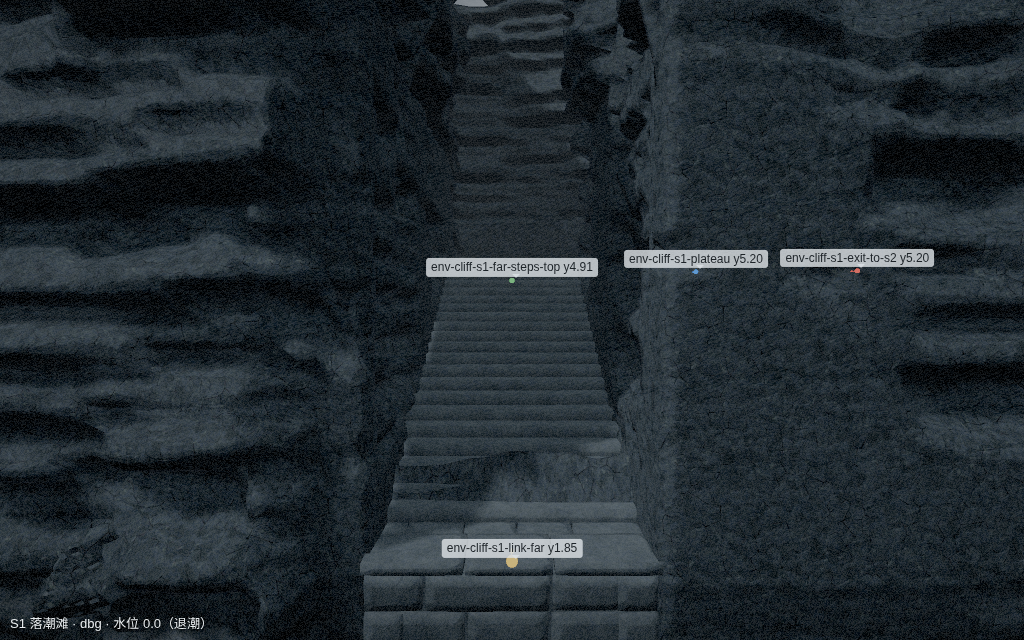 env-cliff-s1-plateau y5.20
env-cliff-s1-exit-to-s2 y5.20
env-cliff-s1-far-steps-top y4.91
env-cliff-s1-link-far y1.85
S1 落潮滩 · dbg · 水位 0.0（退潮）